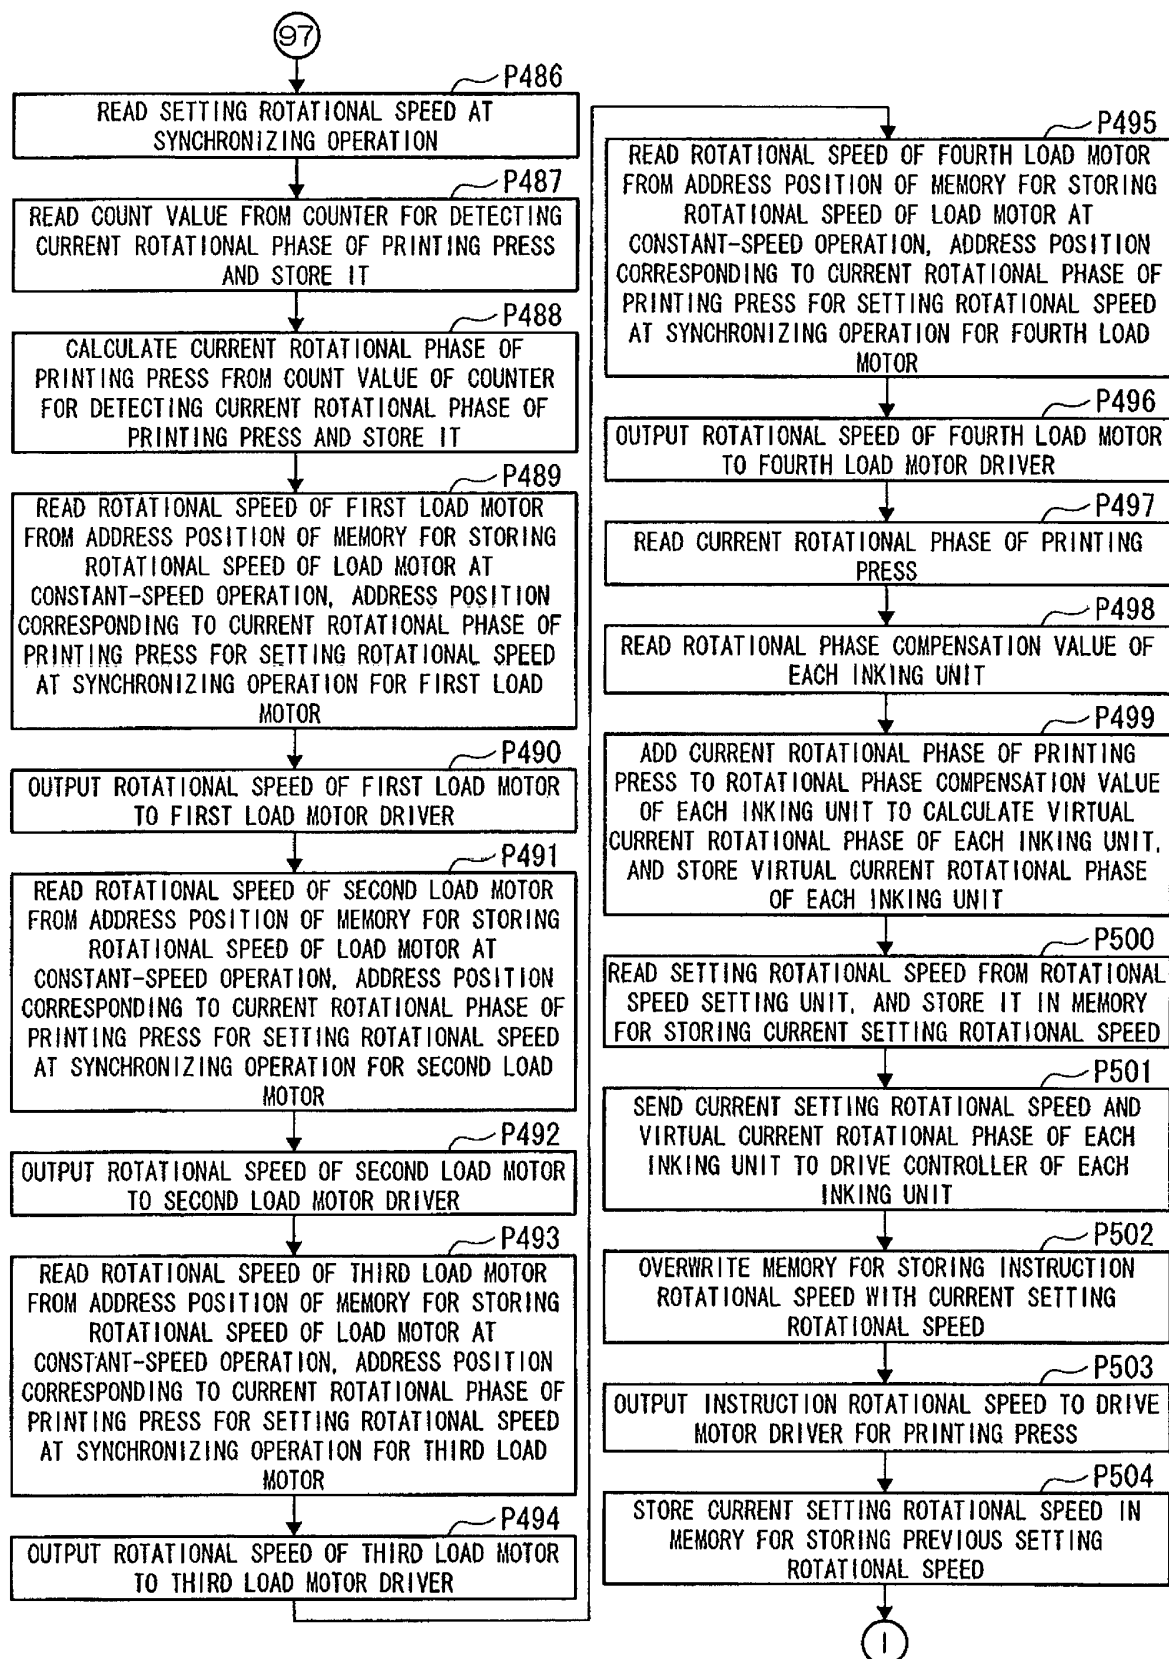 97
P486
READ SETTING ROTATIONAL SPEED AT
SYNCHRONIZING OPERATION
P487
READ COUNT VALUE FROM COUNTER FOR DETECTING
CURRENT ROTATIONAL PHASE OF PRINTING PRESS
AND STORE IT
P488
CALCULATE CURRENT ROTATIONAL PHASE OF
PRINTING PRESS FROM COUNT VALUE OF COUNTER
FOR DETECTING CURRENT ROTATIONAL PHASE OF
PRINTING PRESS AND STORE IT
P489
READ ROTATIONAL SPEED OF FIRST LOAD MOTOR
FROM ADDRESS POSITION OF MEMORY FOR STORING
ROTATIONAL SPEED OF LOAD MOTOR AT
CONSTANT-SPEED OPERATION, ADDRESS POSITION
CORRESPONDING TO CURRENT ROTATIONAL PHASE OF
PRINTING PRESS FOR SETTING ROTATIONAL SPEED
AT SYNCHRONIZING OPERATION FOR FIRST LOAD
MOTOR
P490
OUTPUT ROTATIONAL SPEED OF FIRST LOAD MOTOR
TO FIRST LOAD MOTOR DRIVER
P491
READ ROTATIONAL SPEED OF SECOND LOAD MOTOR
FROM ADDRESS POSITION OF MEMORY FOR STORING
ROTATIONAL SPEED OF LOAD MOTOR AT
CONSTANT-SPEED OPERATION, ADDRESS POSITION
CORRESPONDING TO CURRENT ROTATIONAL PHASE OF
PRINTING PRESS FOR SETTING ROTATIONAL SPEED
AT SYNCHRONIZING OPERATION FOR SECOND LOAD
MOTOR
P492
OUTPUT ROTATIONAL SPEED OF SECOND LOAD MOTOR
TO SECOND LOAD MOTOR DRIVER
P493
READ ROTATIONAL SPEED OF THIRD LOAD MOTOR
FROM ADDRESS POSITION OF MEMORY FOR STORING
ROTATIONAL SPEED OF LOAD MOTOR AT
CONSTANT-SPEED OPERATION, ADDRESS POSITION
CORRESPONDING TO CURRENT ROTATIONAL PHASE OF
PRINTING PRESS FOR SETTING ROTATIONAL SPEED
AT SYNCHRONIZING OPERATION FOR THIRD LOAD
MOTOR
P494
OUTPUT ROTATIONAL SPEED OF THIRD LOAD MOTOR
TO THIRD LOAD MOTOR DRIVER
P495
READ ROTATIONAL SPEED OF FOURTH LOAD MOTOR
FROM ADDRESS POSITION OF MEMORY FOR STORING
ROTATIONAL SPEED OF LOAD MOTOR AT
CONSTANT-SPEED OPERATION, ADDRESS POSITION
CORRESPONDING TO CURRENT ROTATIONAL PHASE OF
PRINTING PRESS FOR SETTING ROTATIONAL SPEED
AT SYNCHRONIZING OPERATION FOR FOURTH LOAD
MOTOR
P496
OUTPUT ROTATIONAL SPEED OF FOURTH LOAD MOTOR
TO FOURTH LOAD MOTOR DRIVER
P497
READ CURRENT ROTATIONAL PHASE OF PRINTING
PRESS
P498
READ ROTATIONAL PHASE COMPENSATION VALUE OF
EACH INKING UNIT
P499
ADD CURRENT ROTATIONAL PHASE OF PRINTING
PRESS TO ROTATIONAL PHASE COMPENSATION VALUE
OF EACH INKING UNIT TO CALCULATE VIRTUAL
CURRENT ROTATIONAL PHASE OF EACH INKING UNIT,
AND STORE VIRTUAL CURRENT ROTATIONAL PHASE
OF EACH INKING UNIT
P500
READ SETTING ROTATIONAL SPEED FROM ROTATIONAL
SPEED SETTING UNIT, AND STORE IT IN MEMORY
FOR STORING CURRENT SETTING ROTATIONAL SPEED
P501
SEND CURRENT SETTING ROTATIONAL SPEED AND
VIRTUAL CURRENT ROTATIONAL PHASE OF EACH
INKING UNIT TO DRIVE CONTROLLER OF EACH
INKING UNIT
P502
OVERWRITE MEMORY FOR STORING INSTRUCTION
ROTATIONAL SPEED WITH CURRENT SETTING
ROTATIONAL SPEED
P503
OUTPUT INSTRUCTION ROTATIONAL SPEED TO DRIVE
MOTOR DRIVER FOR PRINTING PRESS
P504
STORE CURRENT SETTING ROTATIONAL SPEED IN
MEMORY FOR STORING PREVIOUS SETTING
ROTATIONAL SPEED
1